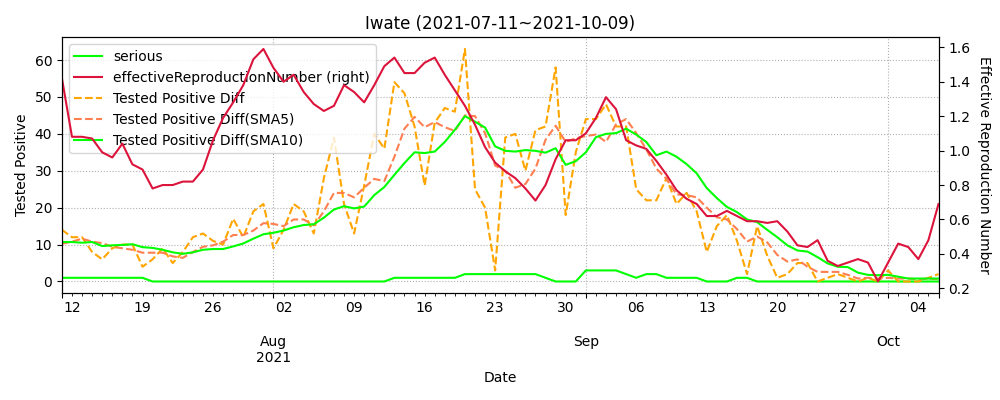 Iwate (2021-07-11~2021-10-09)
serious
effectiveReproductionNumber (right)
Tested Positive Diff
Tested Positive Diff(SMA5)
Tested Positive Diff(SMA10)
Tested Positive
60
50
40
30
20
10
0
Effective Reproduction Number
1.6
1.4
1.2
1.0
0.8
0.6
0.4
0.2
12 19 26 02 09 16 23 30 06 13 20 27 04
Aug Sep Oct
2021
Date